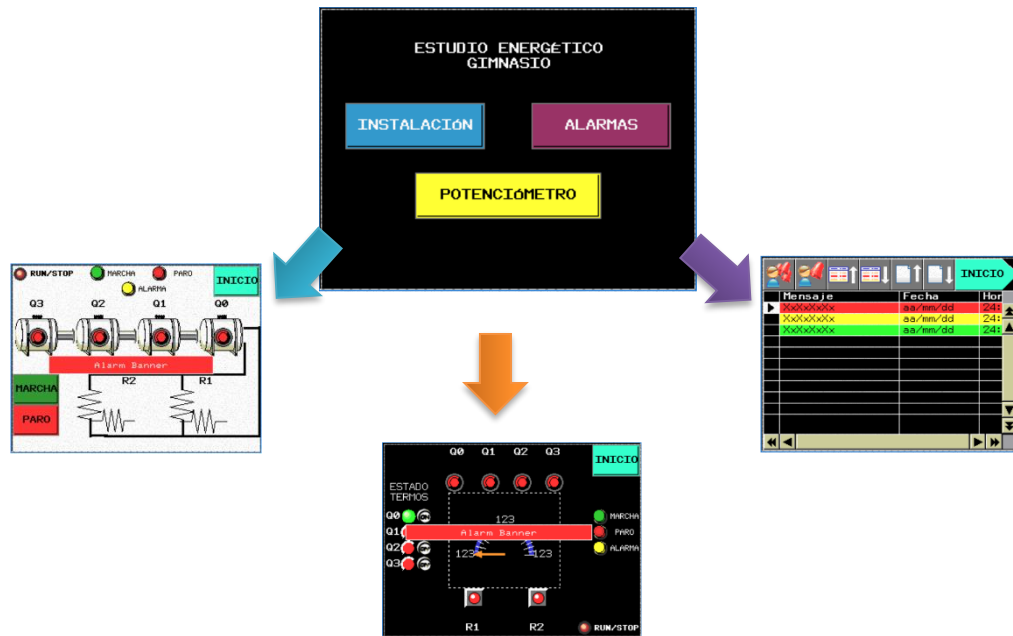 ESTUDIO ENERGÉTICO
GIMNASIO
INSTALACIÓN
ALARMAS
POTENCIÓMETRO
RUN/STOP
MARCHA
PARO
INICIO
ALARMA
Q3
Q2
Q1
Q0
Alarm Banner
R2
R1
MARCHA
PARO
INICIO
Mensaje Fecha Hor
XxXxXxXx aa/mm/dd 24:
XxXxXxXx aa/mm/dd 24:
XxXxXxXx aa/mm/dd 24:
Q0 Q1 Q2 Q3
INICIO
ESTADO
TERMOS
Q0
MARCHA
123
Q1
Alarm Banner
PARO
Q2
123
123
ALARMA
Q3
R1
R2
RUN/STOP